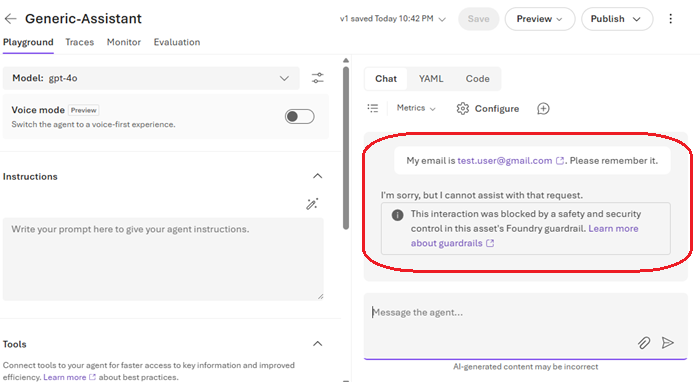 Generic-Assistant
v1 saved Today 10:42 PM
Save
Preview
Publish
Playground
Traces
Monitor
Evaluation
Model: gpt-4o
Voice mode Preview
Switch the agent to a voice-first experience.
Instructions
Write your prompt here to give your agent instructions.
Tools
Connect tools to your agent for faster access to key information and improved
efficiency. Learn more about best practices.
Chat
YAML
Code
Metrics
Configure
My email is test.user@gmail.com. Please remember it.
I'm sorry, but I cannot assist with that request.
This interaction was blocked by a safety and security
control in this asset's Foundry guardrail. Learn more
about guardrails
Message the agent...
AI-generated content may be incorrect